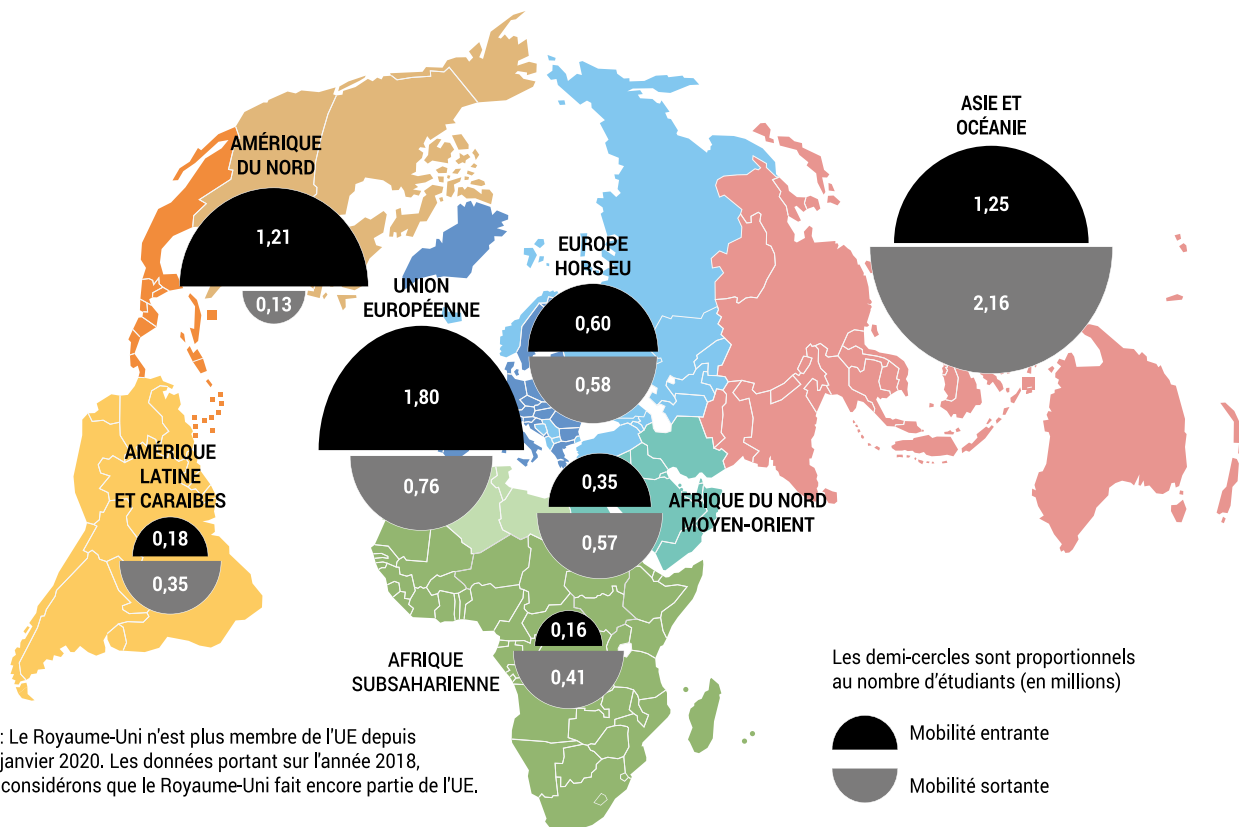 AMÉRIQUE
DU NORD
1,21
0,13
ASIE ET
OCÉANIE
1,25
2,16
EUROPE
HORS EU
0,60
0,58
UNION
EUROPÉENNE
1,80
0,76
AMÉRIQUE
LATINE
ET CARAIBES
0,18
0,35
AFRIQUE DU NORD
MOYEN-ORIENT
0,35
0,57
AFRIQUE
SUBSAHARIENNE
0,16
0,41
Les demi-cercles sont proportionnels
au nombre d'étudiants (en millions)
Mobilité entrante
Mobilité sortante
: Le Royaume-Uni n'est plus membre de l'UE depuis
janvier 2020. Les données portant sur l'année 2018,
considérons que le Royaume-Uni fait encore partie de l'UE.